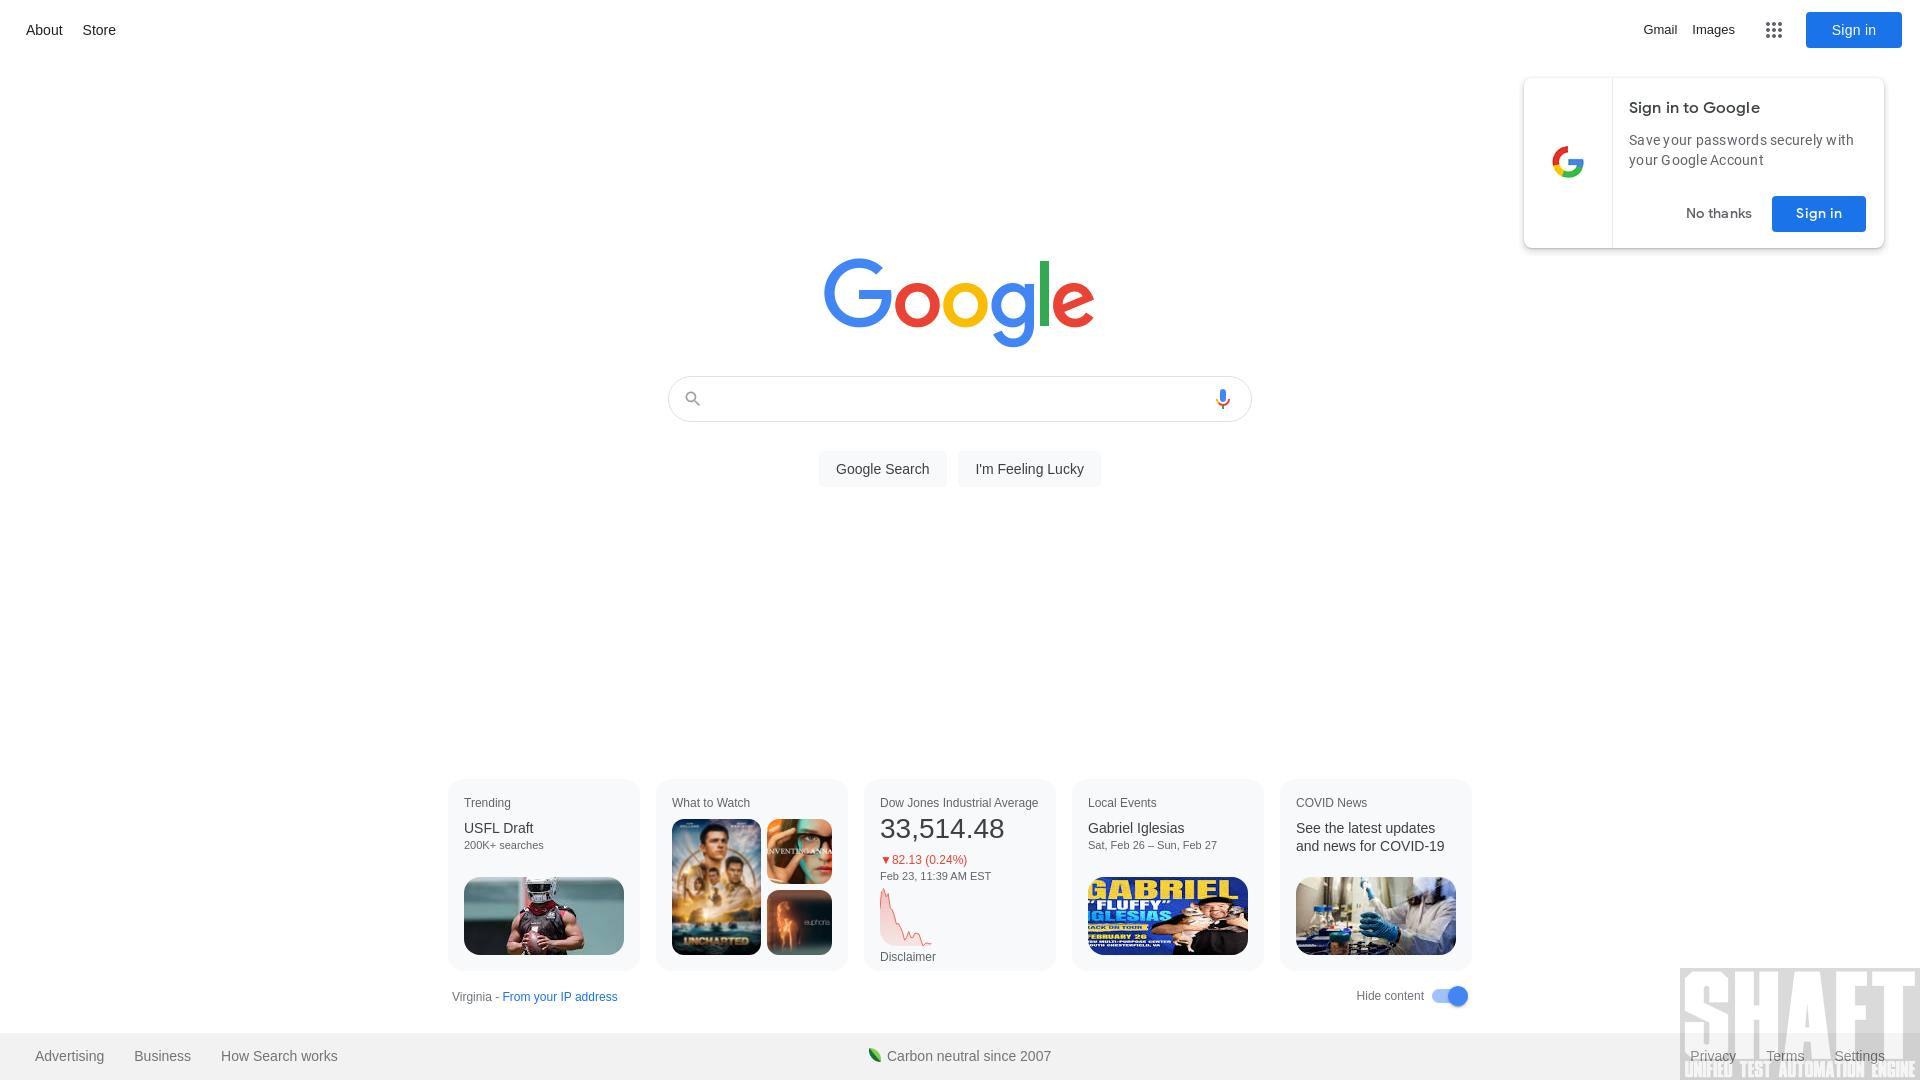 About
Store
Gmail
Images
Sign in
Sign in to Google
Save your passwords securely with
your Google Account
No thanks
Sign in
Google
Google Search
I'm Feeling Lucky
Trending
USFL Draft
200K+ searches
What to Watch
UNCHARTED
INVENTING ANNA
euphoria
Dow Jones Industrial Average
33,514.48
▼82.13 (0.24%)
Feb 23, 11:39 AM EST
Disclaimer
Local Events
Gabriel Iglesias
Sat, Feb 26 – Sun, Feb 27
GABRIEL
"FLUFFY"
IGLESIAS
BACK ON TOUR
FEBRUARY 26
COVID News
See the latest updates
and news for COVID-19
Virginia - From your IP address
Hide content
Advertising
Business
How Search works
Carbon neutral since 2007
Privacy
Terms
Settings
SHAFT
UNIFIED TEST AUTOMATION ENGINE